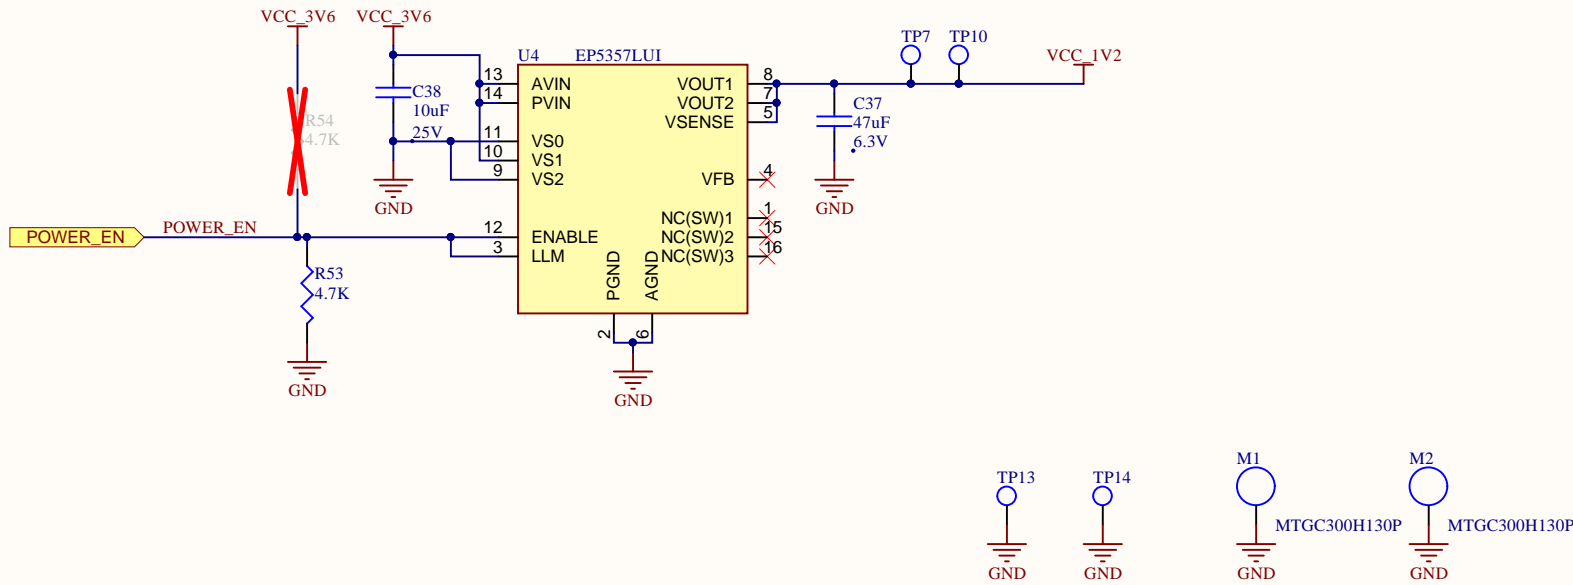 VCC_3V6
VCC_3V6
U4
EP5357LUI
TP7
TP10
VCC_1V2
13
AVIN
VOUT1
8
14
PVIN
VOUT2
7
VSENSE
5
C38
10uF
25V
R54
4.7K
11
VS0
10
VS1
9
VS2
VFB
4
C37
47uF
6.3V
GND
GND
POWER_EN
POWER_EN
12
ENABLE
3
LLM
NC(SW)1
1
NC(SW)2
15
NC(SW)3
16
PGND
AGND
2
6
R53
4.7K
GND
GND
TP13
TP14
M1
M2
MTGC300H130P
MTGC300H130P
GND
GND
GND
GND